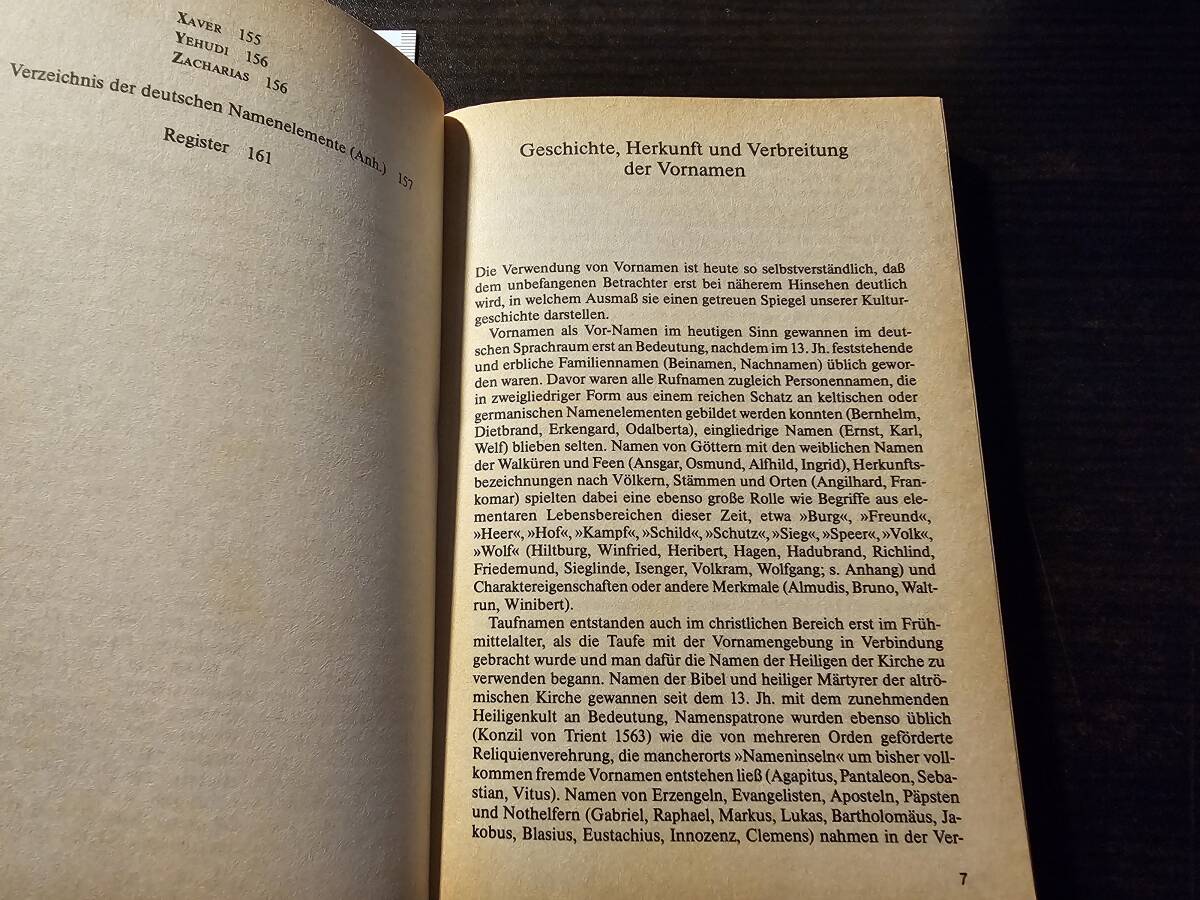 XAVER 155
YEHUDI 156
ZACHARIAS 156
Verzeichnis der deutschen Namenelemente (Anh.) 157
Register 161
Geschichte, Herkunft und Verbreitung
der Vornamen
Die Verwendung von Vornamen ist heute so selbstverständlich, daß
dem unbefangenen Betrachter erst bei näherem Hinsehen deutlich
wird, in welchem Ausmaß sie einen getreuen Spiegel unserer Kultur-
geschichte darstellen.
Vornamen als Vor-Namen im heutigen Sinn gewannen im deut-
schen Sprachraum erst an Bedeutung, nachdem im 13. Jh. feststehende
und erbliche Familiennamen (Beinamen, Nachnamen) üblich gewor-
den waren. Davor waren alle Rufnamen zugleich Personennamen, die
in zweigliedriger Form aus einem reichen Schatz an keltischen oder
germanischen Namenelementen gebildet werden konnten (Bernhelm,
Dietbrand, Erkengard, Odalberta), eingliedrige Namen (Ernst, Karl,
Welf) blieben selten. Namen von Göttern mit den weiblichen Namen
der Walküren und Feen (Ansgar, Osmund, Alfhild, Ingrid), Herkunfts-
bezeichnungen nach Völkern, Stämmen und Orten (Angilhard, Fran-
komar) spielten dabei eine ebenso große Rolle wie Begriffe aus ele-
mentaren Lebensbereichen dieser Zeit, etwa »Burg«, »Freund«,
»Heer«, »Hof«, »Kampf«, »Schild«, »Schutz«, »Sieg«, »Speer«, »Volk«,
»Wolf« (Hiltburg, Winfried, Heribert, Hagen, Hadubrand, Richlind,
Friedemund, Sieglinde, Isenger, Volkram, Wolfgang; s. Anhang) und
Charaktereigenschaften oder andere Merkmale (Almudis, Bruno, Walt-
run, Winibert).
Taufnamen entstanden auch im christlichen Bereich erst im Früh-
mittelalter, als die Taufe mit der Vornamengebung in Verbindung
gebracht wurde und man dafür die Namen der Heiligen der Kirche zu
verwenden begann. Namen der Bibel und heiliger Märtyrer der altrö-
mischen Kirche gewannen seit dem 13. Jh. mit dem zunehmenden
Heiligenkult an Bedeutung, Namenspatrone wurden ebenso üblich
(Konzil von Trient 1563) wie die von mehreren Orden geförderte
Reliquienverehrung, die mancherorts »Nameninseln« um bisher voll-
kommen fremde Vornamen entstehen ließ (Agapitus, Pantaleon, Seba-
stian, Vitus). Namen von Erzengeln, Evangelisten, Aposteln, Päpsten
und Nothelfern (Gabriel, Raphael, Markus, Lukas, Bartholomäus, Ja-
kobus, Blasius, Eustachius, Innozenz, Clemens) nahmen in der Ver-
7